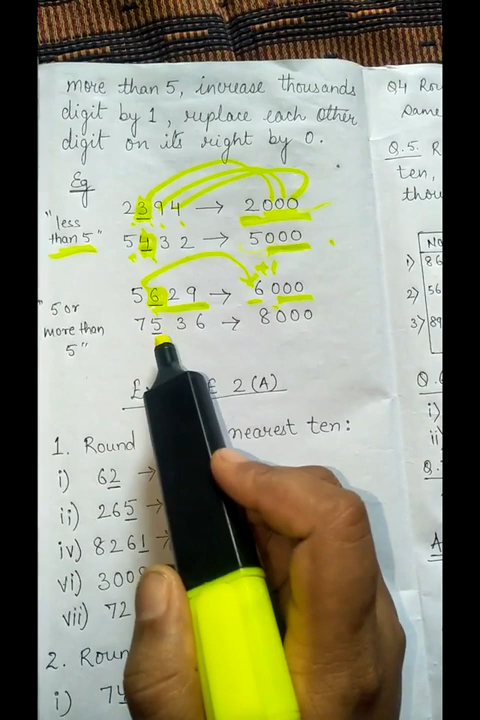 more than 5, increase thousands
digit by 1, replace each other
digit on its right by 0.
Eg
"less than 5"
2394 → 2000
5432 → 5000
"5 or more than 5"
5629 → 6000 +1
7536 → 8000
E 2(A)
1. Round nearest ten:
i) 62 →
ii) 265 →
iv) 8261 →
vi) 300
vii) 72
2. Roun
i) 74
Q4 Rou
Same
Q.5. R
ten,
thou
No
1) 86
2) 56
3) 89
Q.6
i)
ii)
Q.
A